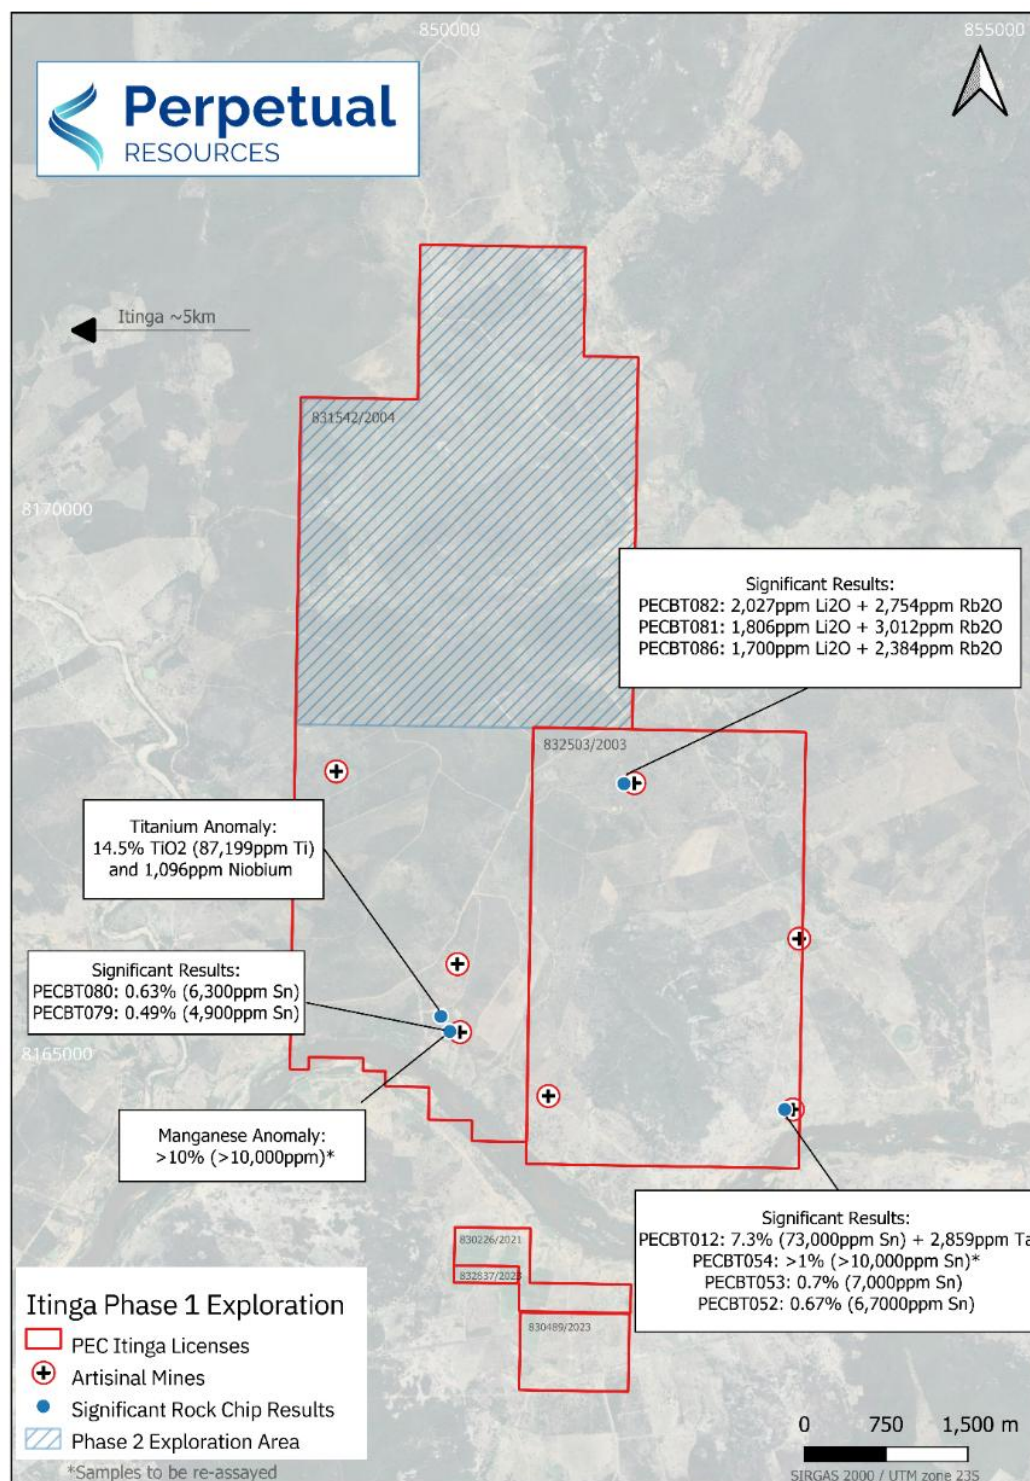 850000
855000
Perpetual
RESOURCES
Itinga ~5km
831542/2004
8170000
Significant Results:
PECBT082: 2,027ppm Li2O + 2,754ppm Rb2O
PECBT081: 1,806ppm Li2O + 3,012ppm Rb2O
PECBT086: 1,700ppm Li2O + 2,384ppm Rb2O
832503/2003
Titanium Anomaly:
14.5% TiO2 (87,199ppm Ti)
and 1,096ppm Niobium
Significant Results:
PECBT080: 0.63% (6,300ppm Sn)
PECBT079: 0.49% (4,900ppm Sn)
8165000
Manganese Anomaly:
>10% (>10,000ppm)*
Significant Results:
PECBT012: 7.3% (73,000ppm Sn) + 2,859ppm Ta
PECBT054: >1% (>10,000ppm Sn)*
PECBT053: 0.7% (7,000ppm Sn)
PECBT052: 0.67% (6,7000ppm Sn)
830226/2021
832837/2023
830489/2023
Itinga Phase 1 Exploration
PEC Itinga Licenses
Artisinal Mines
Significant Rock Chip Results
Phase 2 Exploration Area
*Samples to be re-assayed
0 750 1,500 m
SIRGAS 2000 / UTM zone 23S